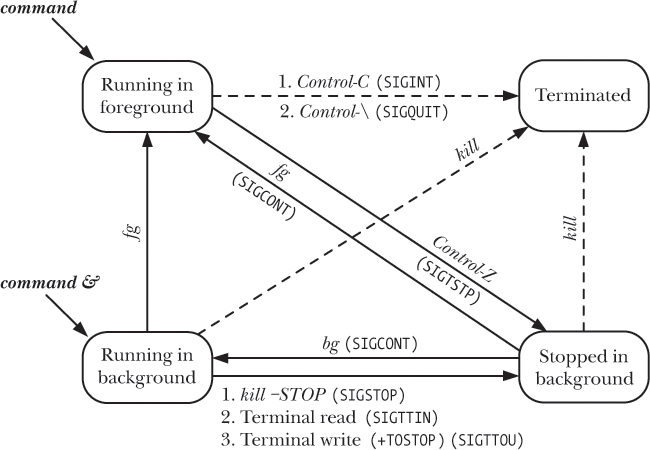 command
Running in
foreground
1. Control-C (SIGINT)
2. Control-\ (SIGQUIT)
Terminated
kill
fg
(SIGCONT)
fg
Control-Z
(SIGTSTP)
kill
command &
Running in
background
bg (SIGCONT)
Stopped in
background
1. kill −STOP (SIGSTOP)
2. Terminal read (SIGTTIN)
3. Terminal write (+TOSTOP) (SIGTTOU)